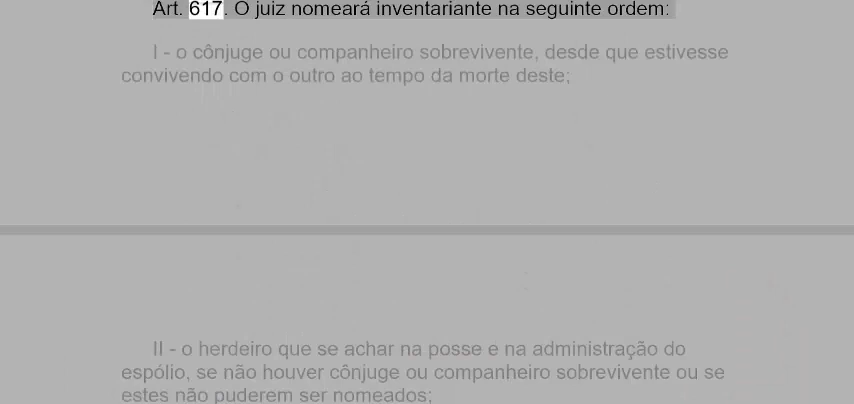 Art. 617. O juiz nomeará inventariante na seguinte ordem:
I - o cônjuge ou companheiro sobrevivente, desde que estivesse
convivendo com o outro ao tempo da morte deste;
II - o herdeiro que se achar na posse e na administração do
espólio, se não houver cônjuge ou companheiro sobrevivente ou se
estes não puderem ser nomeados;